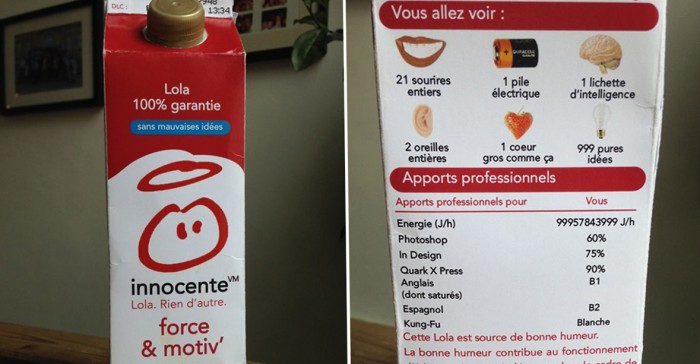 DLC:
13:34
Lola
100% garantie
sans mauvaises idées
innocente VM
Lola. Rien d'autre.
force
& motiv'
Vous allez voir :
21 sourires
entiers
1 pile
électrique
1 lichette
d'intelligence
2 oreilles
entières
1 coeur
gros comme ça
999 pures
idées
Apports professionnels
Apports professionnels pour Vous
Energie (J/h) 99957843999 J/h
Photoshop 60%
In Design 75%
Quark X Press 90%
Anglais B1
(dont saturés)
Espagnol B2
Kung-Fu Blanche
Cette Lola est source de bonne humeur.
La bonne humeur contribue au fonctionnement